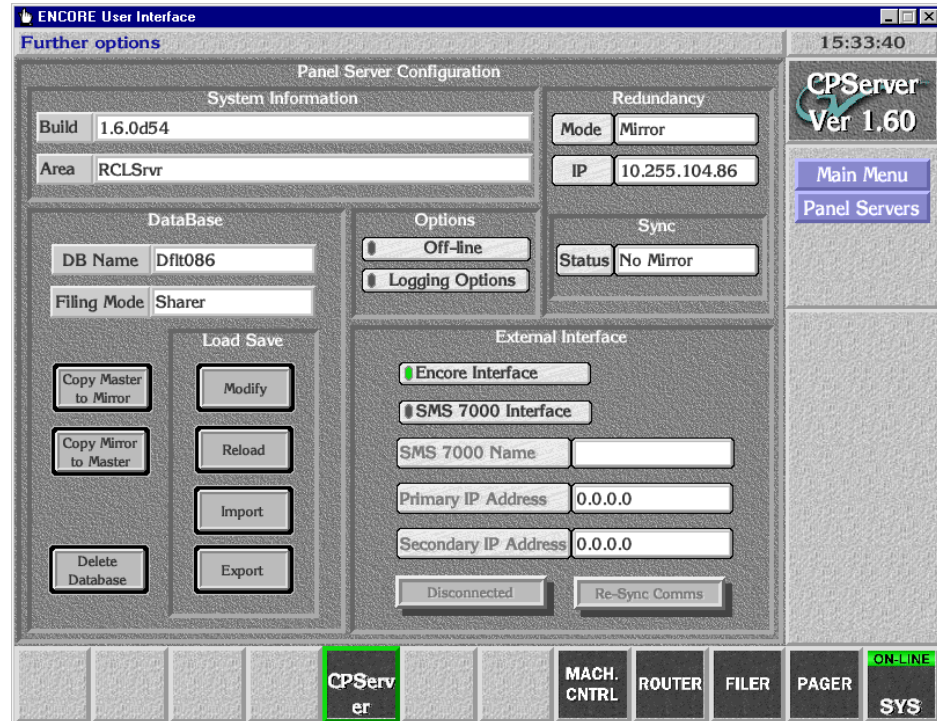 ENCORE User Interface
Further options
15:33:40
CPServer
Ver 1.60
Main Menu
Panel Servers
Panel Server Configuration
System Information
Build 1.6.0d54
Area RCLSrvr
Redundancy
Mode Mirror
IP 10.255.104.86
Sync
Status No Mirror
DataBase
DB Name Dflt086
Filing Mode Sharer
Options
Off-line
Logging Options
Copy Master
to Mirror
Copy Mirror
to Master
Delete
Database
Load Save
Modify
Reload
Import
Export
External Interface
Encore Interface
SMS 7000 Interface
SMS 7000 Name
Primary IP Address 0.0.0.0
Secondary IP Address 0.0.0.0
Disconnected
Re-Sync Comms
CPServ
er
MACH.
CNTRL
ROUTER
FILER
PAGER
ON-LINE
SYS